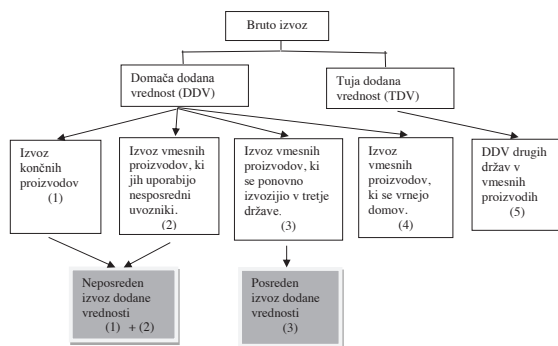 Bruto izvoz
Domača dodana
vrednost (DDV)
Tuja dodana
vrednost (TDV)
Izvoz
končnih
proizvodov
(1)
Izvoz vmesnih
proizvodov, ki
jih uporabijo
nesposredni
uvozniki.
(2)
Izvoz vmesnih
proizvodov, ki
se ponovno
izvozijio v tretje
države.
(3)
Izvoz
vmesnih
proizvodov,
ki se vrnejo
domov.
(4)
DDV drugih
držav v
vmesnih
proizvodih
(5)
Neposreden
izvoz dodane
vrednosti
(1) + (2)
Posreden
izvoz dodane
vrednosti
(3)